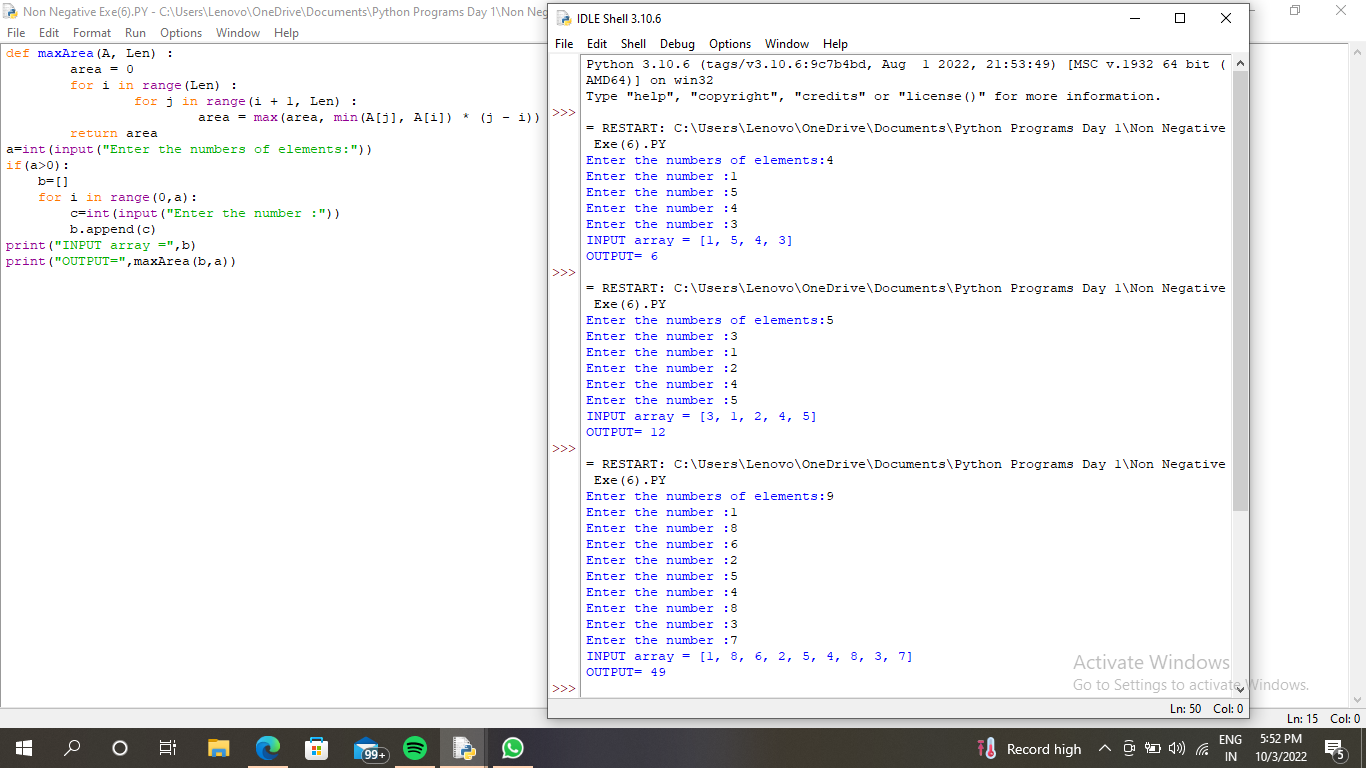 Non Negative Exe(6).PY - C:\Users\Lenovo\OneDrive\Documents\Python Programs Day 1\Non Neg
File Edit Format Run Options Window Help
def maxArea(A, Len) :
        area = 0
        for i in range(Len) :
                for j in range(i + 1, Len) :
                        area = max(area, min(A[j], A[i]) * (j - i))
        return area
a=int(input("Enter the numbers of elements:"))
if(a>0):
    b=[]
    for i in range(0,a):
        c=int(input("Enter the number :"))
        b.append(c)
print("INPUT array =",b)
print("OUTPUT=",maxArea(b,a))
IDLE Shell 3.10.6
File Edit Shell Debug Options Window Help
Python 3.10.6 (tags/v3.10.6:9c7b4bd, Aug  1 2022, 21:53:49) [MSC v.1932 64 bit (
AMD64)] on win32
Type "help", "copyright", "credits" or "license()" for more information.
>>>
= RESTART: C:\Users\Lenovo\OneDrive\Documents\Python Programs Day 1\Non Negative
 Exe(6).PY
Enter the numbers of elements:4
Enter the number :1
Enter the number :5
Enter the number :4
Enter the number :3
INPUT array = [1, 5, 4, 3]
OUTPUT= 6
>>>
= RESTART: C:\Users\Lenovo\OneDrive\Documents\Python Programs Day 1\Non Negative
 Exe(6).PY
Enter the numbers of elements:5
Enter the number :3
Enter the number :1
Enter the number :2
Enter the number :4
Enter the number :5
INPUT array = [3, 1, 2, 4, 5]
OUTPUT= 12
>>>
= RESTART: C:\Users\Lenovo\OneDrive\Documents\Python Programs Day 1\Non Negative
 Exe(6).PY
Enter the numbers of elements:9
Enter the number :1
Enter the number :8
Enter the number :6
Enter the number :2
Enter the number :5
Enter the number :4
Enter the number :8
Enter the number :3
Enter the number :7
INPUT array = [1, 8, 6, 2, 5, 4, 8, 3, 7]
OUTPUT= 49
>>>
Activate Windows
Go to Settings to activate Windows.
Ln: 50 Col: 0
Ln: 15 Col: 0
99+
Record high
ENG
IN
5:52 PM
10/3/2022
5